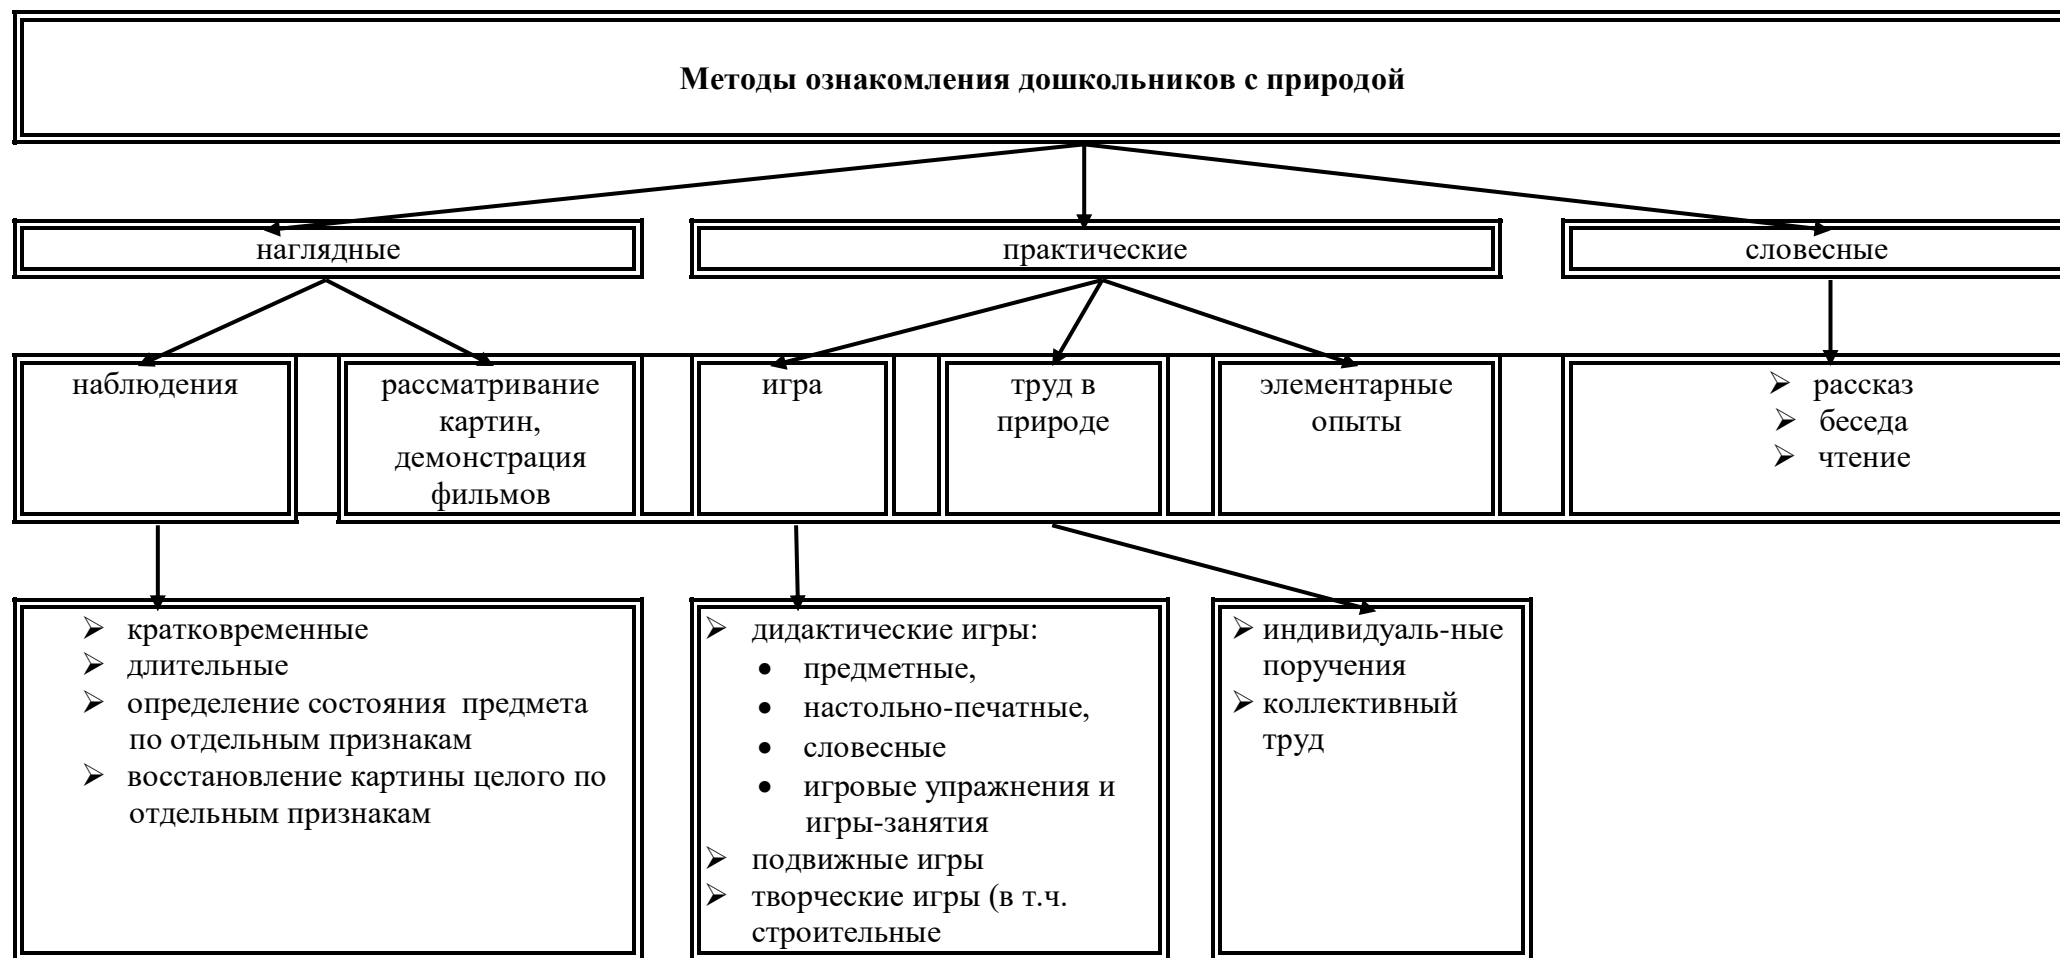 Методы ознакомления дошкольников с природой
наглядные
практические
словесные
наблюдения
рассматривание
картин,
демонстрация
фильмов
игра
труд в
природе
элементарные
опыты
➢ рассказ
➢ беседа
➢ чтение
➢ кратковременные
➢ длительные
➢ определение состояния  предмета
по отдельным признакам
➢ восстановление картины целого по
отдельным признакам
➢ дидактические игры:
• предметные,
• настольно-печатные,
• словесные
• игровые упражнения и
игры-занятия
➢ подвижные игры
➢ творческие игры (в т.ч.
строительные
➢ индивидуаль-ные
поручения
➢ коллективный
труд